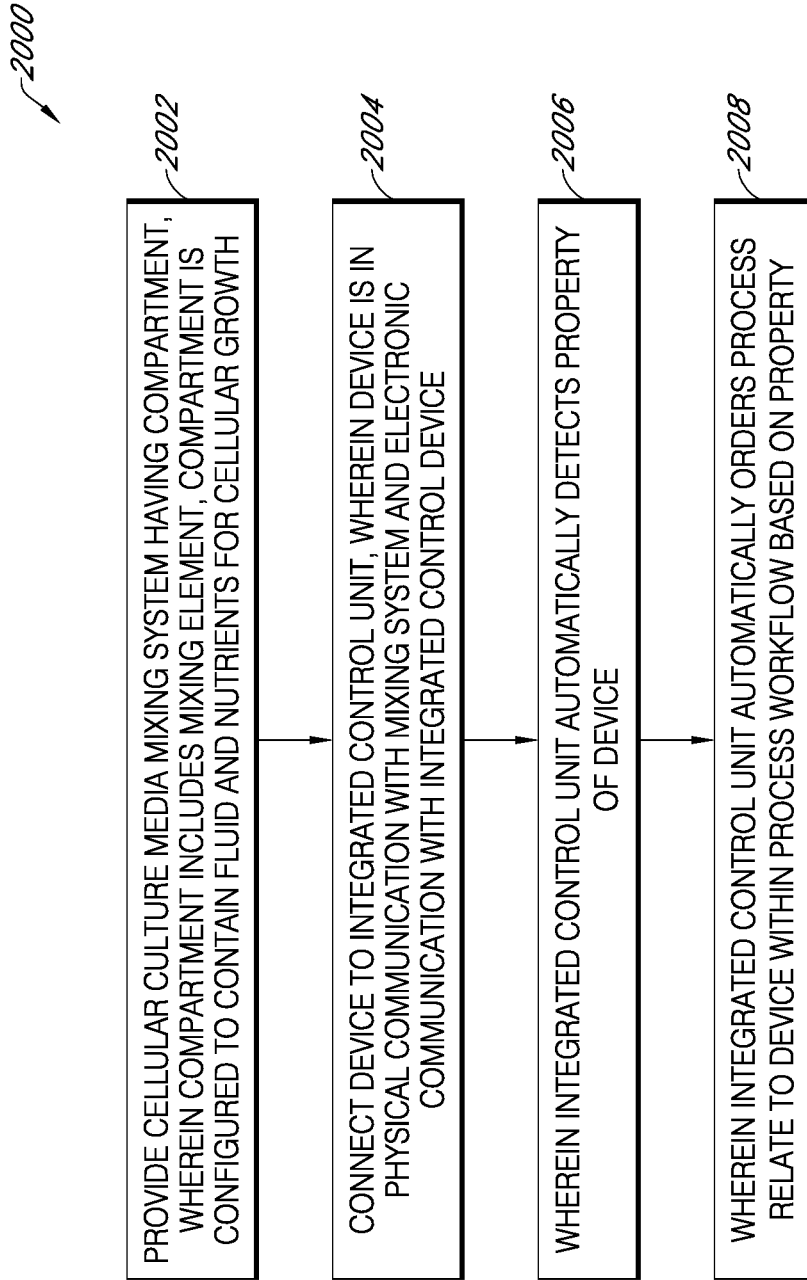 2000
2002
PROVIDE CELLULAR CULTURE MEDIA MIXING SYSTEM HAVING COMPARTMENT,
WHEREIN COMPARTMENT INCLUDES MIXING ELEMENT, COMPARTMENT IS
CONFIGURED TO CONTAIN FLUID AND NUTRIENTS FOR CELLULAR GROWTH
2004
CONNECT DEVICE TO INTEGRATED CONTROL UNIT, WHEREIN DEVICE IS IN
PHYSICAL COMMUNICATION WITH MIXING SYSTEM AND ELECTRONIC
COMMUNICATION WITH INTEGRATED CONTROL DEVICE
2006
WHEREIN INTEGRATED CONTROL UNIT AUTOMATICALLY DETECTS PROPERTY
OF DEVICE
2008
WHEREIN INTEGRATED CONTROL UNIT AUTOMATICALLY ORDERS PROCESS
RELATE TO DEVICE WITHIN PROCESS WORKFLOW BASED ON PROPERTY